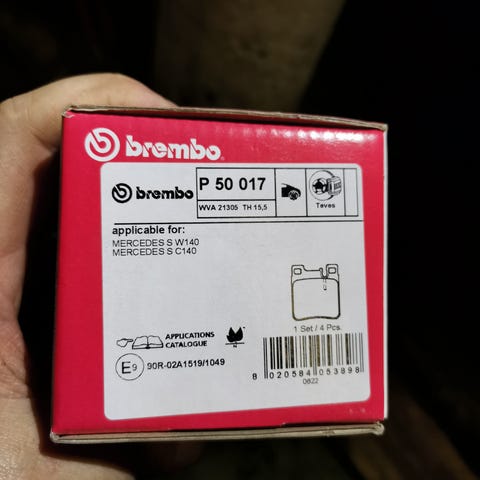 brembo
brembo
P 50 017
WVA 21305 TH 15,5
Teves
applicable for:
MERCEDES S W140
MERCEDES S C140
1 Set / 4 Pcs.
APPLICATIONS
CATALOGUE
E9 90R-02A1519/1049
8 020584 053898
0622